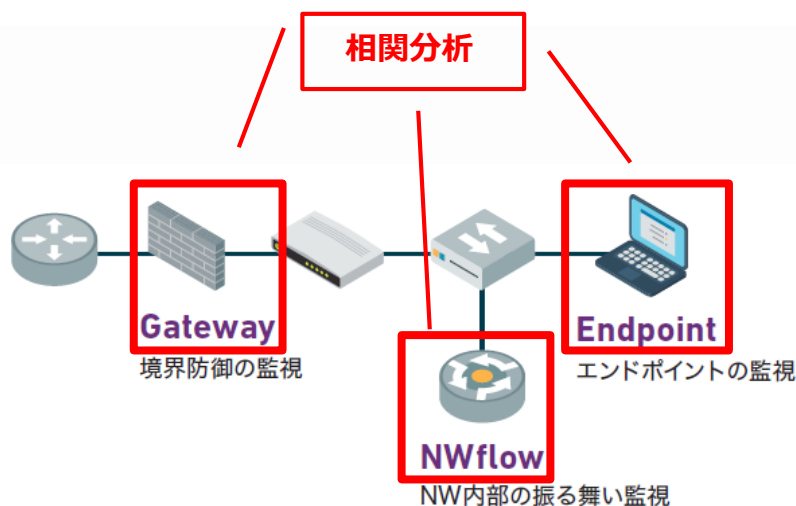 相関分析
Gateway
境界防御の監視
Endpoint
エンドポイントの監視
NWflow
NW内部の振る舞い監視